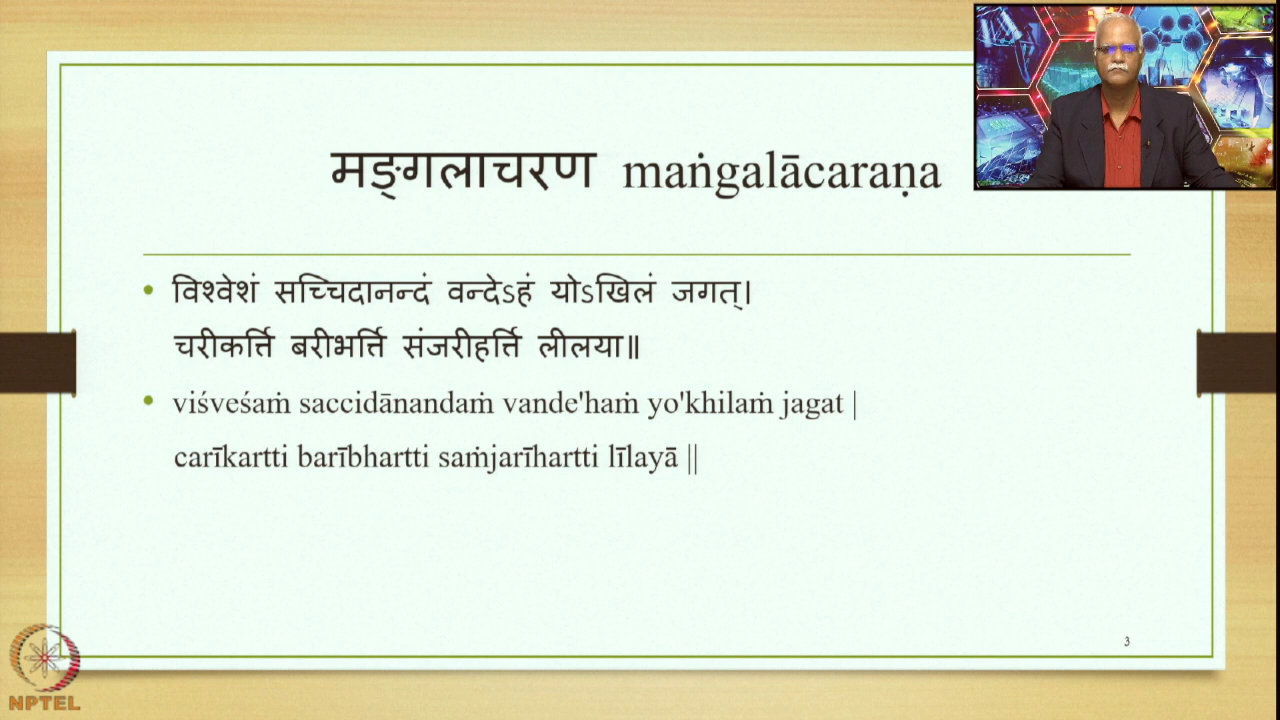 मङ्गलाचरण maṅgalācaraṇa
• विश्वेशं सच्चिदानन्दं वन्देऽहं योऽखिलं जगत्।
चरीकर्त्ति बरीभर्त्ति संजरीहर्त्ति लीलया॥
• viśveśaṁ saccidānandaṁ vande'haṁ yo'khilaṁ jagat |
carīkartti barībhartti saṁjarīhartti līlayā ||
3
NPTEL